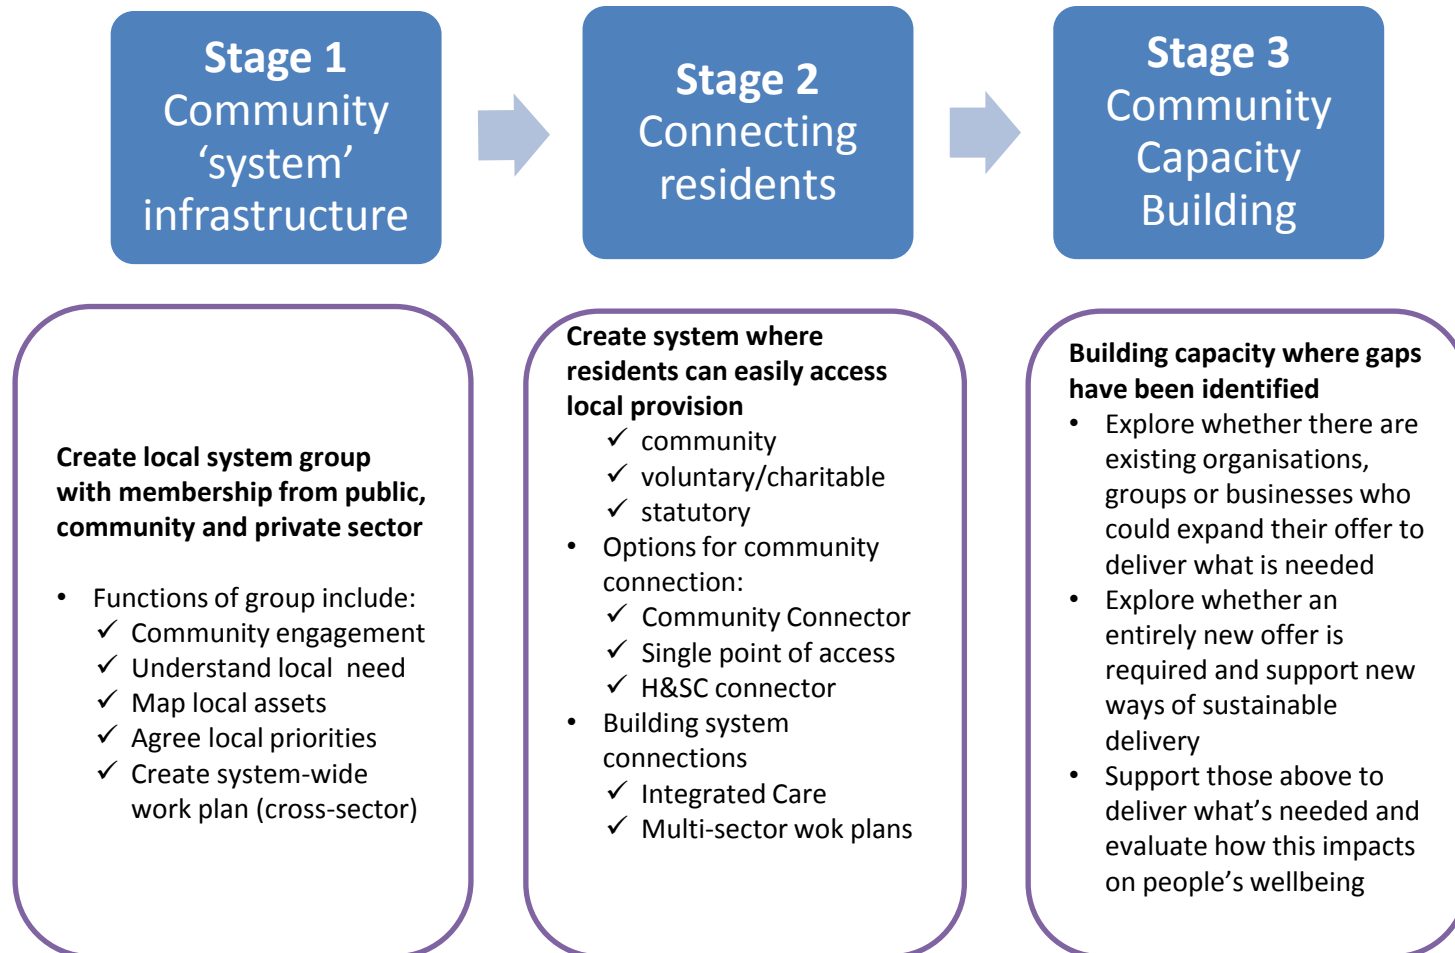 Stage 1
Community
‘system’
infrastructure
Stage 2
Connecting
residents
Stage 3
Community
Capacity
Building
Create local system group
with membership from public,
community and private sector
• Functions of group include:
✓ Community engagement
✓ Understand local need
✓ Map local assets
✓ Agree local priorities
✓ Create system-wide
work plan (cross-sector)
Create system where
residents can easily access
local provision
✓ community
✓ voluntary/charitable
✓ statutory
• Options for community
connection:
✓ Community Connector
✓ Single point of access
✓ H&SC connector
• Building system
connections
✓ Integrated Care
✓ Multi-sector wok plans
Building capacity where gaps
have been identified
• Explore whether there are
existing organisations,
groups or businesses who
could expand their offer to
deliver what is needed
• Explore whether an
entirely new offer is
required and support new
ways of sustainable
delivery
• Support those above to
deliver what’s needed and
evaluate how this impacts
on people’s wellbeing